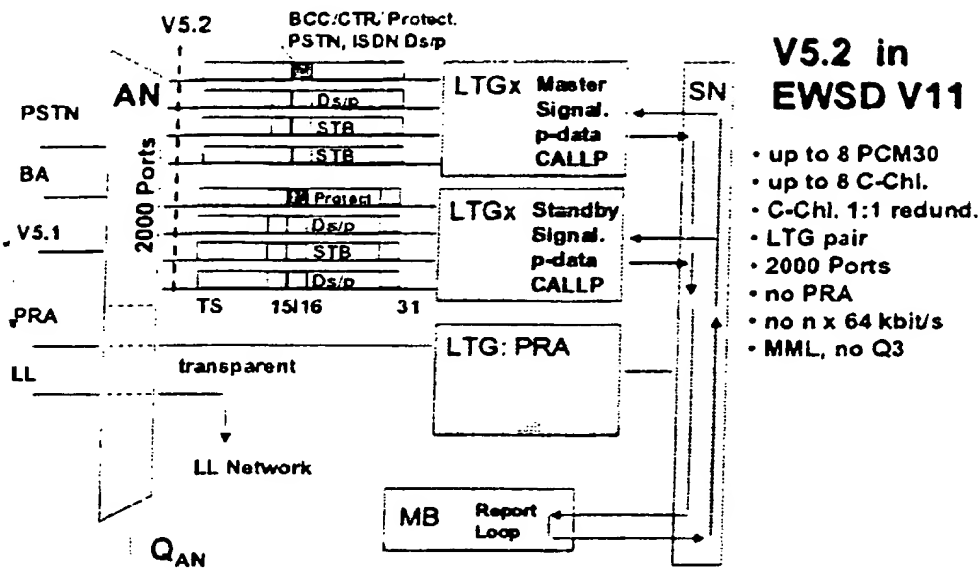 V5.2
BCC/CTR/Protect.
PSTN, ISDN Ds/p
V5.2 in
EWSD V11
AN
PSTN
BA
V5.1
PRA
LL
2000 Ports
Ds/p
STB
STB
Protect
Ds/p
STB
Ds/p
TS
15
16
31
LTGx Master
Signal.
p-data
CALLP
LTGx Standby
Signal.
p-data
CALLP
LTG: PRA
SN
• up to 8 PCM30
• up to 8 C-Chl.
• C-Chl. 1:1 redund.
• LTG pair
• 2000 Ports
• no PRA
• no n x 64 kbit/s
• MML, no Q3
transparent
LL Network
MB Report
Loop
QAN